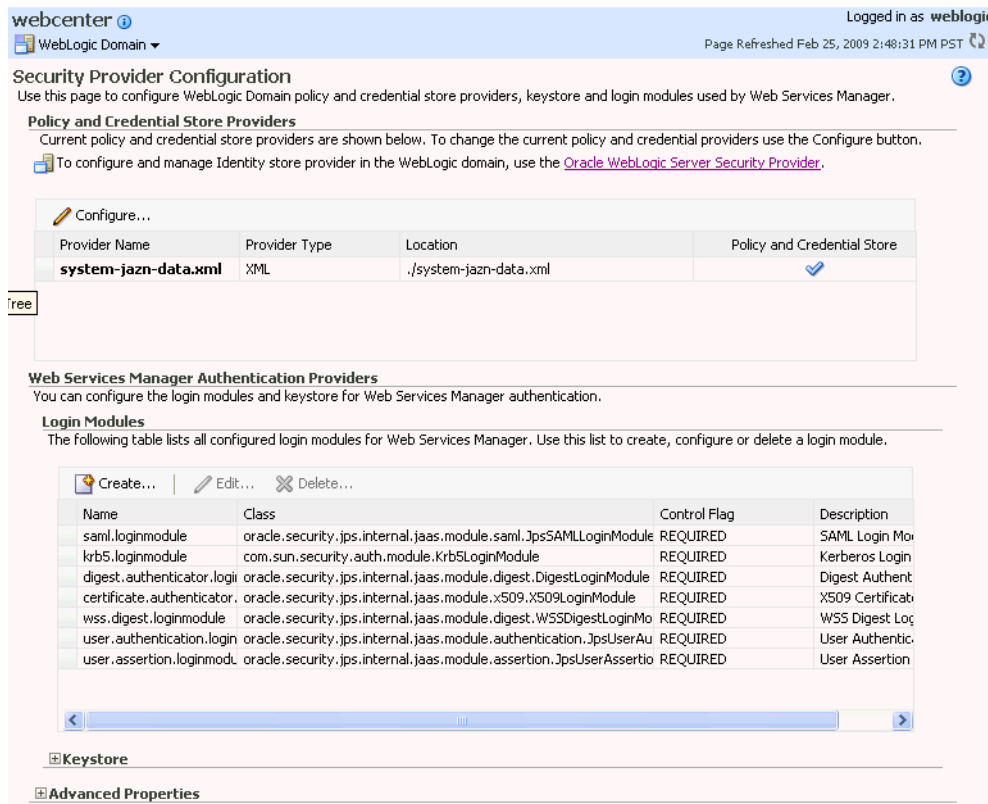 webcenter
Logged in as weblogi
WebLogic Domain
Page Refreshed Feb 25, 2009 2:48:31 PM PST
Security Provider Configuration
Use this page to configure WebLogic Domain policy and credential store providers, keystore and login modules used by Web Services Manager.
Policy and Credential Store Providers
Current policy and credential store providers are shown below. To change the current policy and credential providers use the Configure button.
To configure and manage Identity store provider in the WebLogic domain, use the Oracle WebLogic Server Security Provider.
Configure...
Provider Name Provider Type Location Policy and Credential Store
system-jazn-data.xml XML ./system-jazn-data.xml
Tree
Web Services Manager Authentication Providers
You can configure the login modules and keystore for Web Services Manager authentication.
Login Modules
The following table lists all configured login modules for Web Services Manager. Use this list to create, configure or delete a login module.
Create... Edit... Delete...
Name Class Control Flag Description
saml.loginmodule oracle.security.jps.internal.jaas.module.saml.JpsSAMLLoginModule REQUIRED SAML Login Mo
krb5.loginmodule com.sun.security.auth.module.Krb5LoginModule REQUIRED Kerberos Login
digest.authenticator.logi oracle.security.jps.internal.jaas.module.digest.DigestLoginModule REQUIRED Digest Authent
certificate.authenticator. oracle.security.jps.internal.jaas.module.x509.X509LoginModule REQUIRED X509 Certificat
wss.digest.loginmodule oracle.security.jps.internal.jaas.module.digest.WSSDigestLoginMo REQUIRED WSS Digest Log
user.authentication.login oracle.security.jps.internal.jaas.module.authentication.JpsUserAu REQUIRED User Authentic
user.assertion.loginmodu oracle.security.jps.internal.jaas.module.assertion.JpsUserAssertio REQUIRED User Assertion
Keystore
Advanced Properties